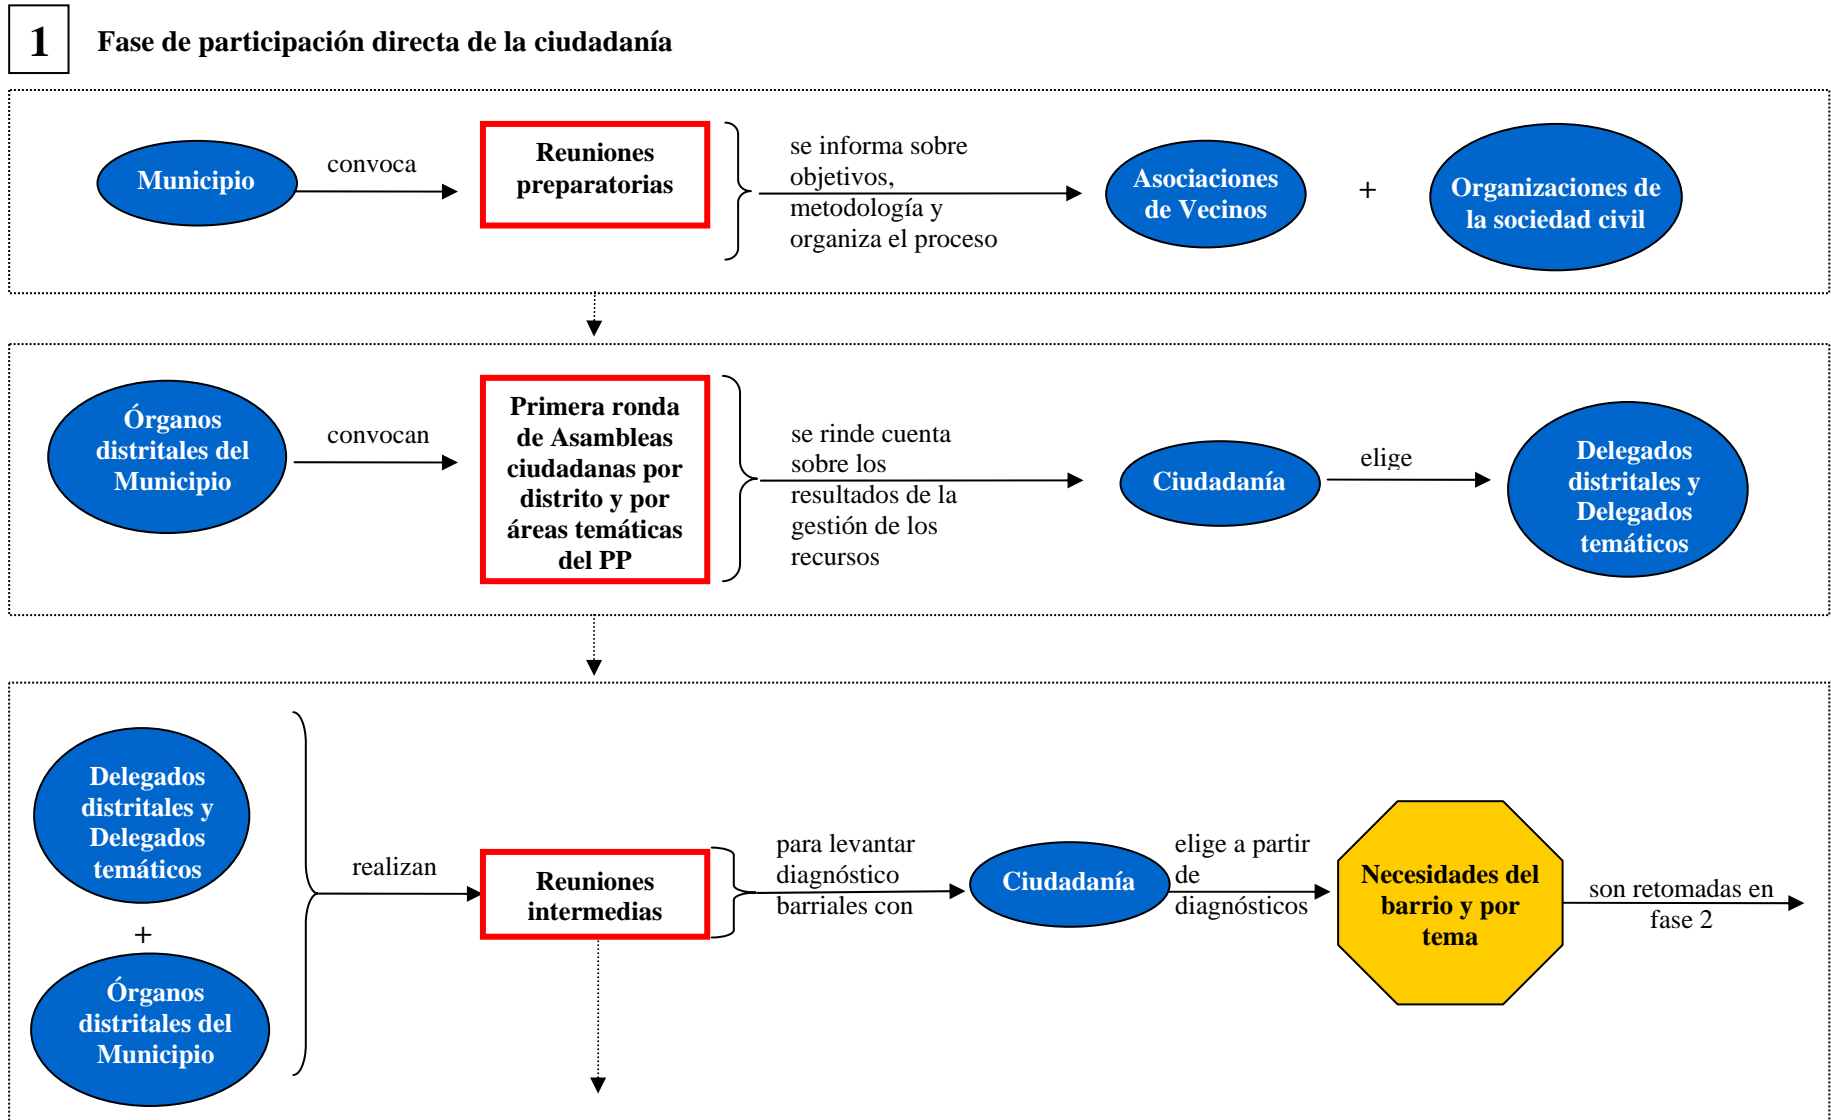 1
Fase de participación directa de la ciudadanía
Municipio
convoca
Reuniones
preparatorias
se informa sobre
objetivos,
metodología y
organiza el proceso
Asociaciones
de Vecinos
+
Organizaciones de
la sociedad civil
Órganos
distritales del
Municipio
convocan
Primera ronda
de Asambleas
ciudadanas por
distrito y por
áreas temáticas
del PP
se rinde cuenta
sobre los
resultados de la
gestión de los
recursos
Ciudadanía
elige
Delegados
distritales y
Delegados
temáticos
Delegados
distritales y
Delegados
temáticos
+
Órganos
distritales del
Municipio
realizan
Reuniones
intermedias
para levantar
diagnóstico
barriales con
Ciudadanía
elige a partir
de
diagnósticos
Necesidades del
barrio y por
tema
son retomadas en
fase 2